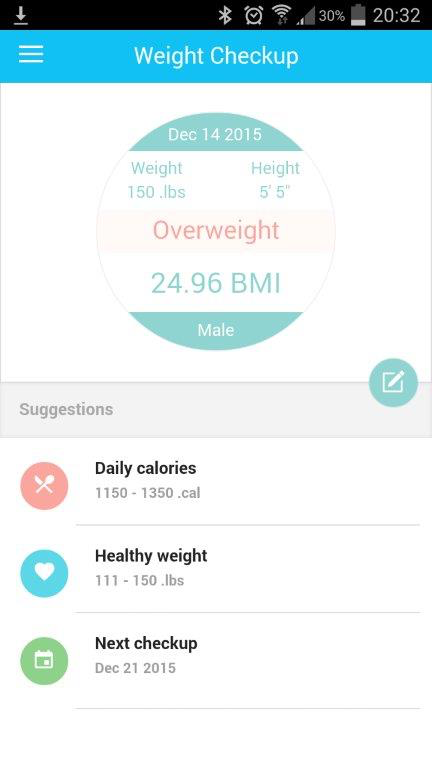 30% 20:32
Weight Checkup
Dec 14 2015
Weight Height
150 .lbs 5' 5"
Overweight
24.96 BMI
Male
Suggestions
Daily calories
1150 - 1350 .cal
Healthy weight
111 - 150 .lbs
Next checkup
Dec 21 2015